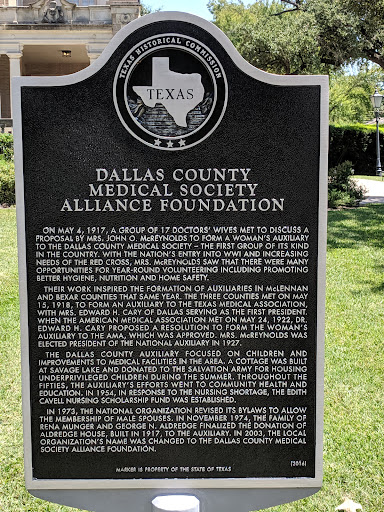 TEXAS HISTORICAL COMMISSION
TEXAS
DALLAS COUNTY
MEDICAL SOCIETY
ALLIANCE FOUNDATION
ON MAY 4, 1917, A GROUP OF 17 DOCTORS' WIVES MET TO DISCUSS A
PROPOSAL BY MRS. JOHN O. McREYNOLDS TO FORM A WOMAN'S AUXILIARY
TO THE DALLAS COUNTY MEDICAL SOCIETY – THE FIRST GROUP OF ITS KIND
IN THE COUNTRY. WITH THE NATION'S ENTRY INTO WWI AND INCREASING
NEEDS OF THE RED CROSS, MRS. McREYNOLDS SAW THAT THERE WERE MANY
OPPORTUNITIES FOR YEAR-ROUND VOLUNTEERING INCLUDING PROMOTING
BETTER HYGIENE, NUTRITION AND HOME SAFETY.
THEIR WORK INSPIRED THE FORMATION OF AUXILIARIES IN McLENNAN
AND BEXAR COUNTIES THAT SAME YEAR. THE THREE COUNTIES MET ON MAY
15, 1918, TO FORM AN AUXILIARY TO THE TEXAS MEDICAL ASSOCIATION,
WITH MRS. EDWARD H. CARY OF DALLAS SERVING AS THE FIRST PRESIDENT.
WHEN THE AMERICAN MEDICAL ASSOCIATION MET ON MAY 24, 1922, DR.
EDWARD H. CARY PROPOSED A RESOLUTION TO FORM THE WOMAN'S
AUXILIARY TO THE AMA, WHICH WAS APPROVED. MRS. McREYNOLDS WAS
ELECTED PRESIDENT OF THE NATIONAL AUXILIARY IN 1927.
THE DALLAS COUNTY AUXILIARY FOCUSED ON CHILDREN AND
IMPROVEMENTS TO MEDICAL FACILITIES IN THE AREA. A COTTAGE WAS BUILT
AT SAVAGE LAKE AND DONATED TO THE SALVATION ARMY FOR HOUSING
UNDERPRIVILEGED CHILDREN DURING THE SUMMER. THROUGHOUT THE
FIFTIES, THE AUXILIARY'S EFFORTS WENT TO COMMUNITY HEALTH AND
EDUCATION. IN 1954, IN RESPONSE TO THE NURSING SHORTAGE, THE EDITH
CAVELL NURSING SCHOLARSHIP FUND WAS ESTABLISHED.
IN 1973, THE NATIONAL ORGANIZATION REVISED ITS BYLAWS TO ALLOW
THE MEMBERSHIP OF MALE SPOUSES. IN NOVEMBER 1974, THE FAMILY OF
RENA MUNGER AND GEORGE N. ALDREDGE FINALIZED THE DONATION OF
ALDREDGE HOUSE, BUILT IN 1917, TO THE AUXILIARY. IN 2003, THE LOCAL
ORGANIZATION'S NAME WAS CHANGED TO THE DALLAS COUNTY MEDICAL
SOCIETY ALLIANCE FOUNDATION.
(2016)
MARKER IS PROPERTY OF THE STATE OF TEXAS